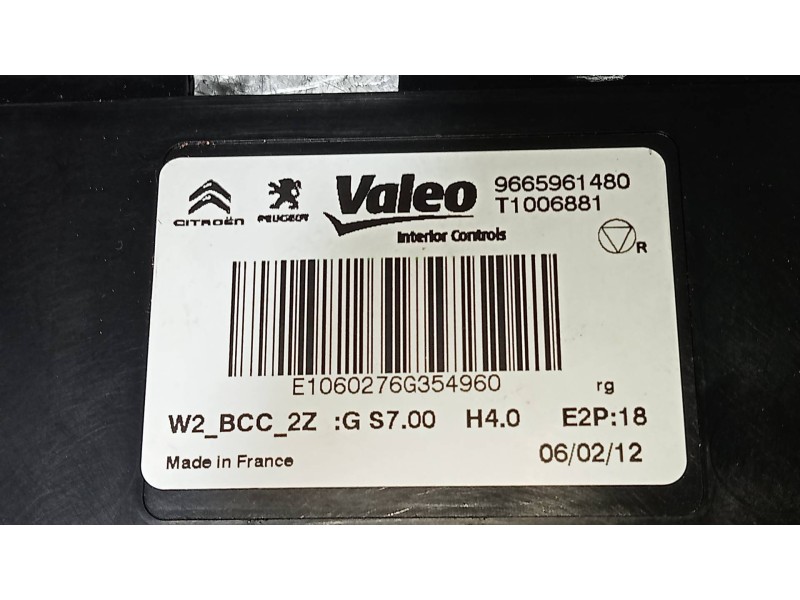 CITROËN PEUGEOT Valeo 9665961480
T1006881
Interior Controls
R
E1060276G354960
rg
W2_BCC_2Z :G S7.00 H4.0 E2P:18
Made in France 06/02/12